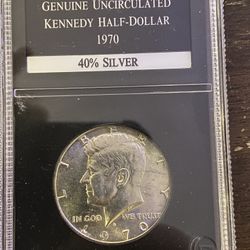 GENUINE UNCIRCULATED
KENNEDY HALF-DOLLAR
1970
40% SILVER
LIBERTY
IN GOD WE TRUST
1970